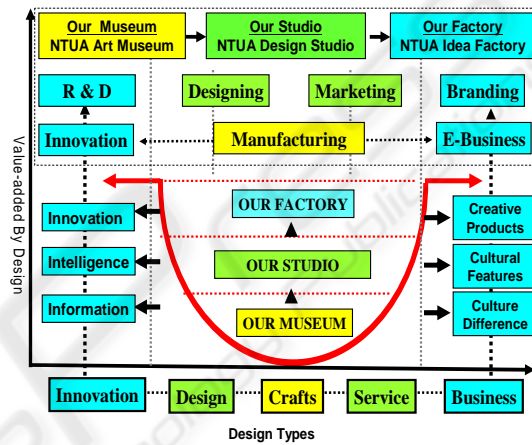 Our Museum
NTUA Art Museum
Our Studio
NTUA Design Studio
Our Factory
NTUA Idea Factory
R & D
Designing
Marketing
Branding
Innovation
Manufacturing
E-Business
Value-added By Design
Innovation
OUR FACTORY
Creative
Products
Intelligence
OUR STUDIO
Cultural
Features
Information
OUR MUSEUM
Culture
Difference
Innovation
Design
Crafts
Service
Business
Design Types